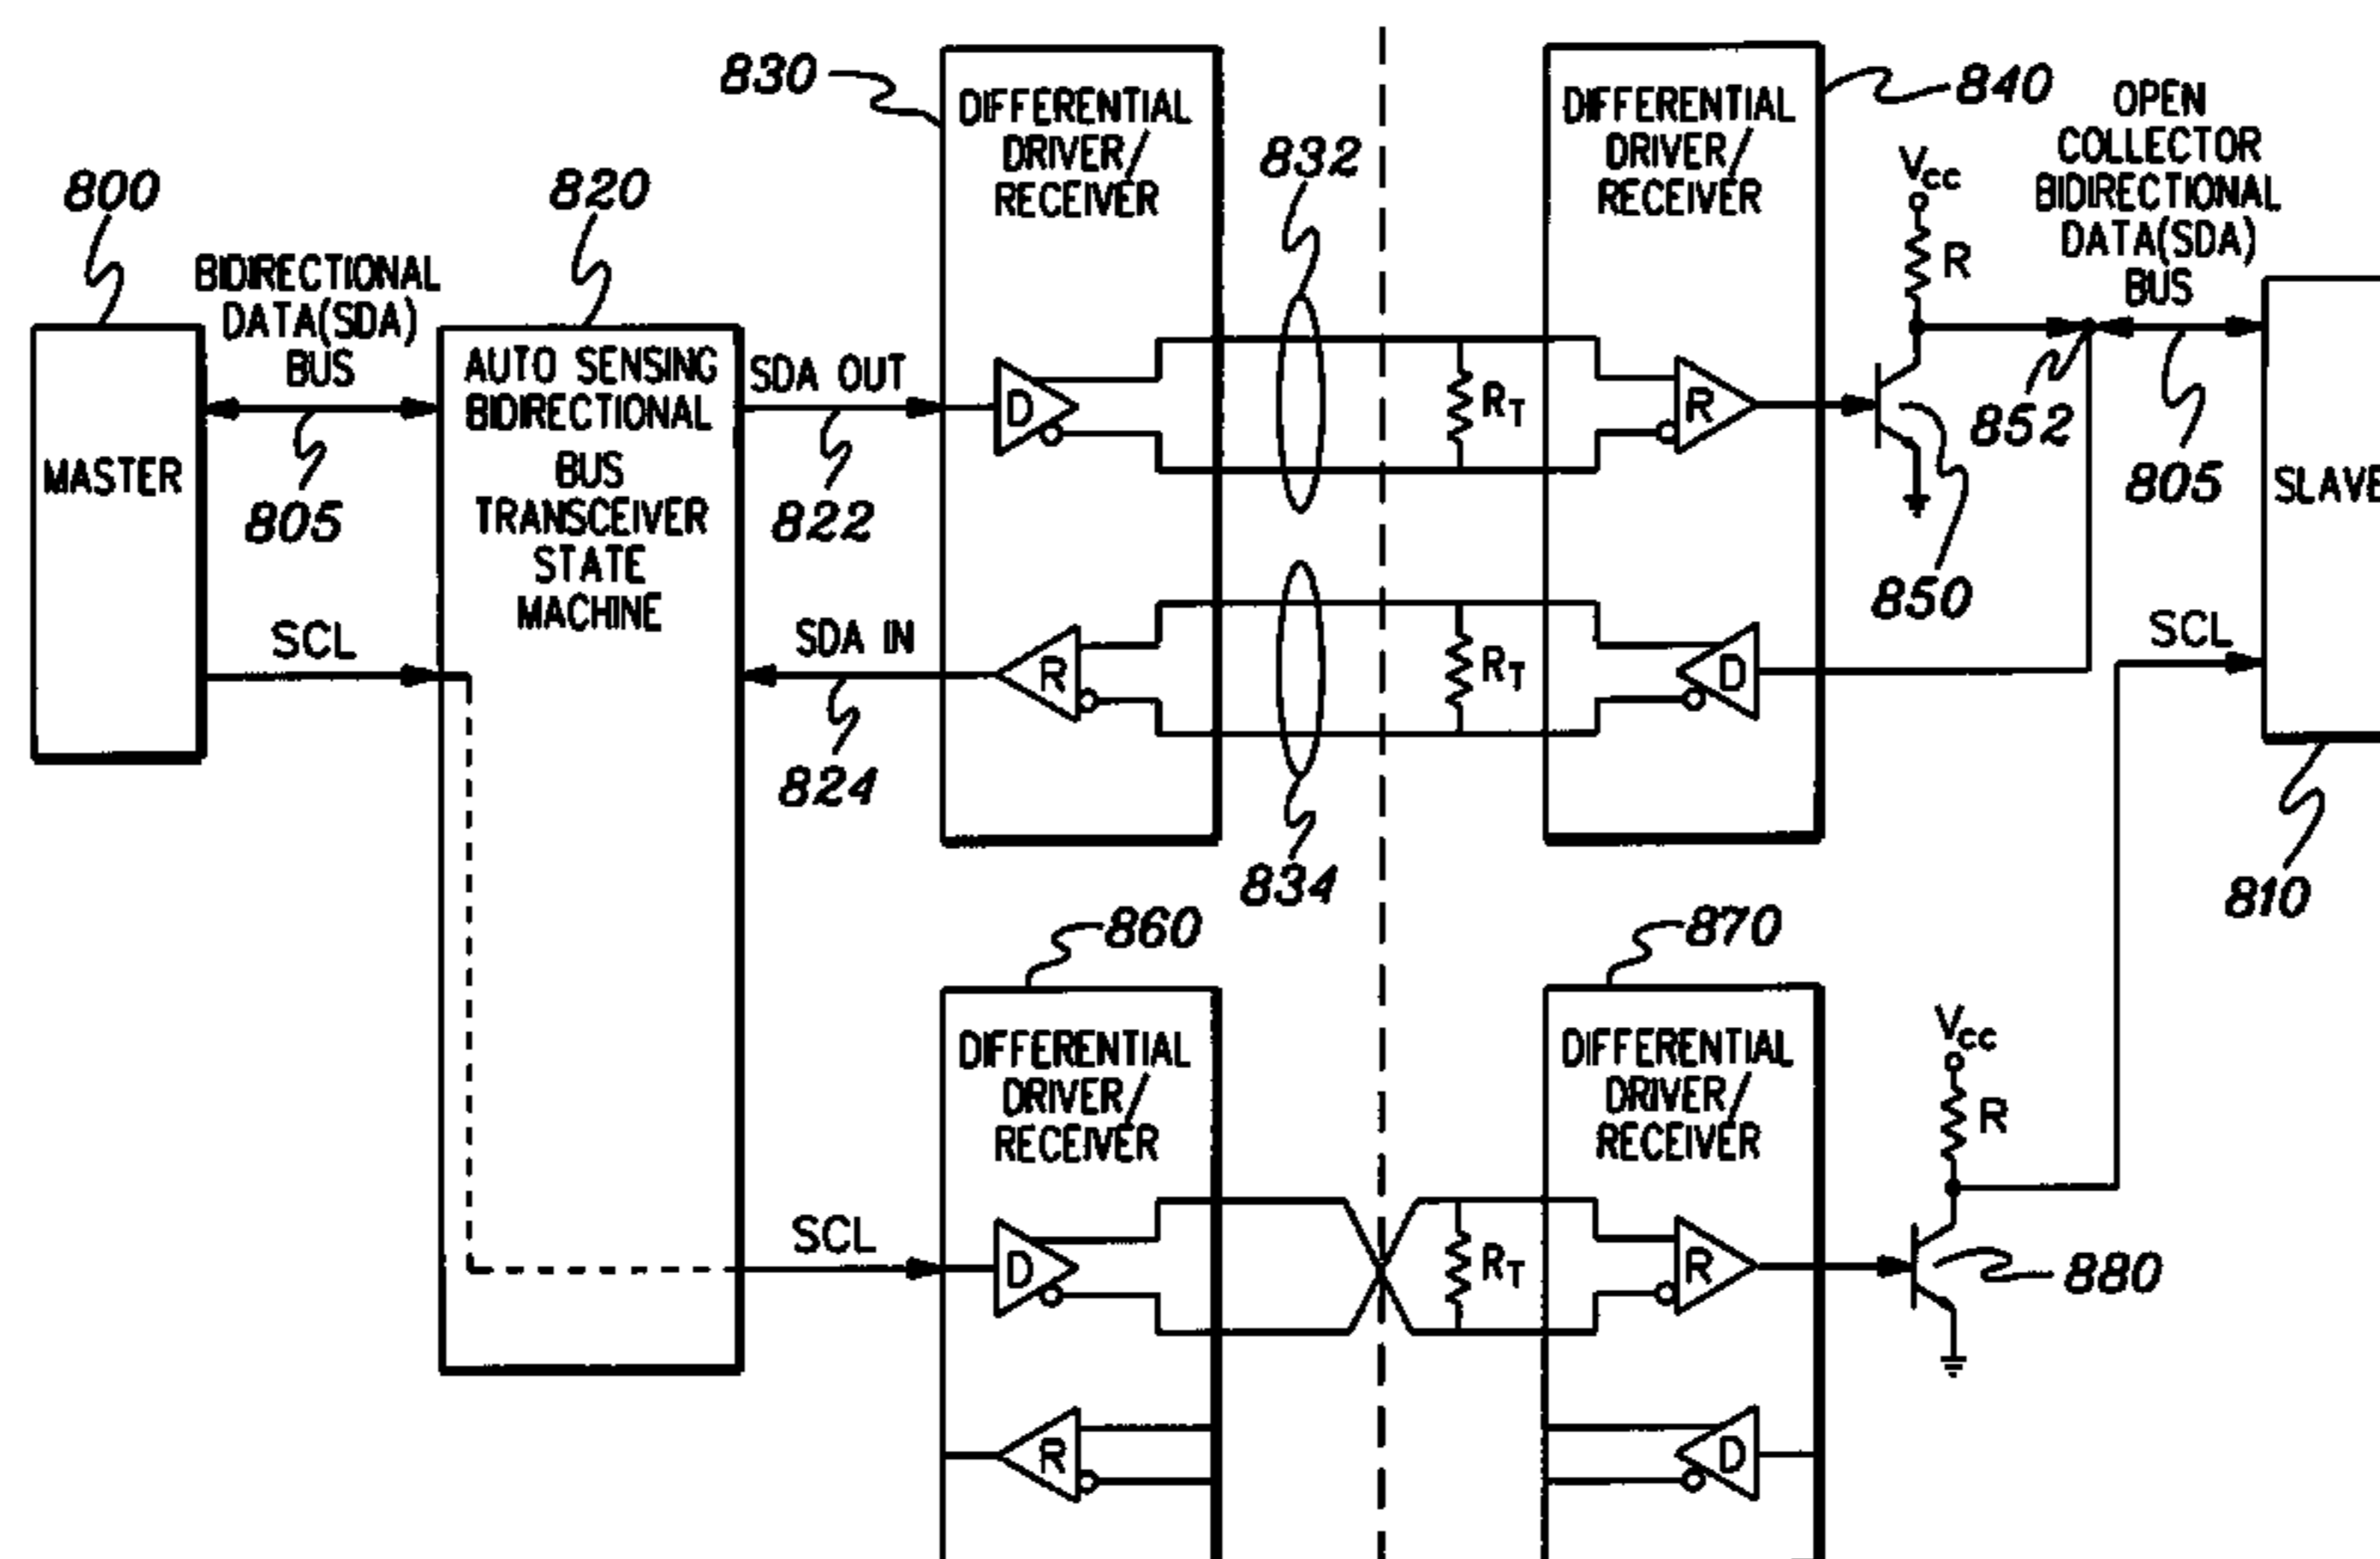 800
BIDIRECTIONAL
DATA(SDA)
BUS
805
MASTER
SCL
820
AUTO SENSING
BIDIRECTIONAL
BUS
TRANSCEIVER
STATE
MACHINE
SDA OUT
822
SDA IN
824
SCL
830
DIFFERENTIAL
DRIVER/
RECEIVER
D
R
832
834
RT
RT
840
DIFFERENTIAL
DRIVER/
RECEIVER
R
D
Vcc
R
850
852
OPEN
COLLECTOR
BIDIRECTIONAL
DATA(SDA)
BUS
805
SLAVE
SCL
810
860
DIFFERENTIAL
DRIVER/
RECEIVER
D
R
RT
870
DIFFERENTIAL
DRIVER/
RECEIVER
R
D
Vcc
R
880